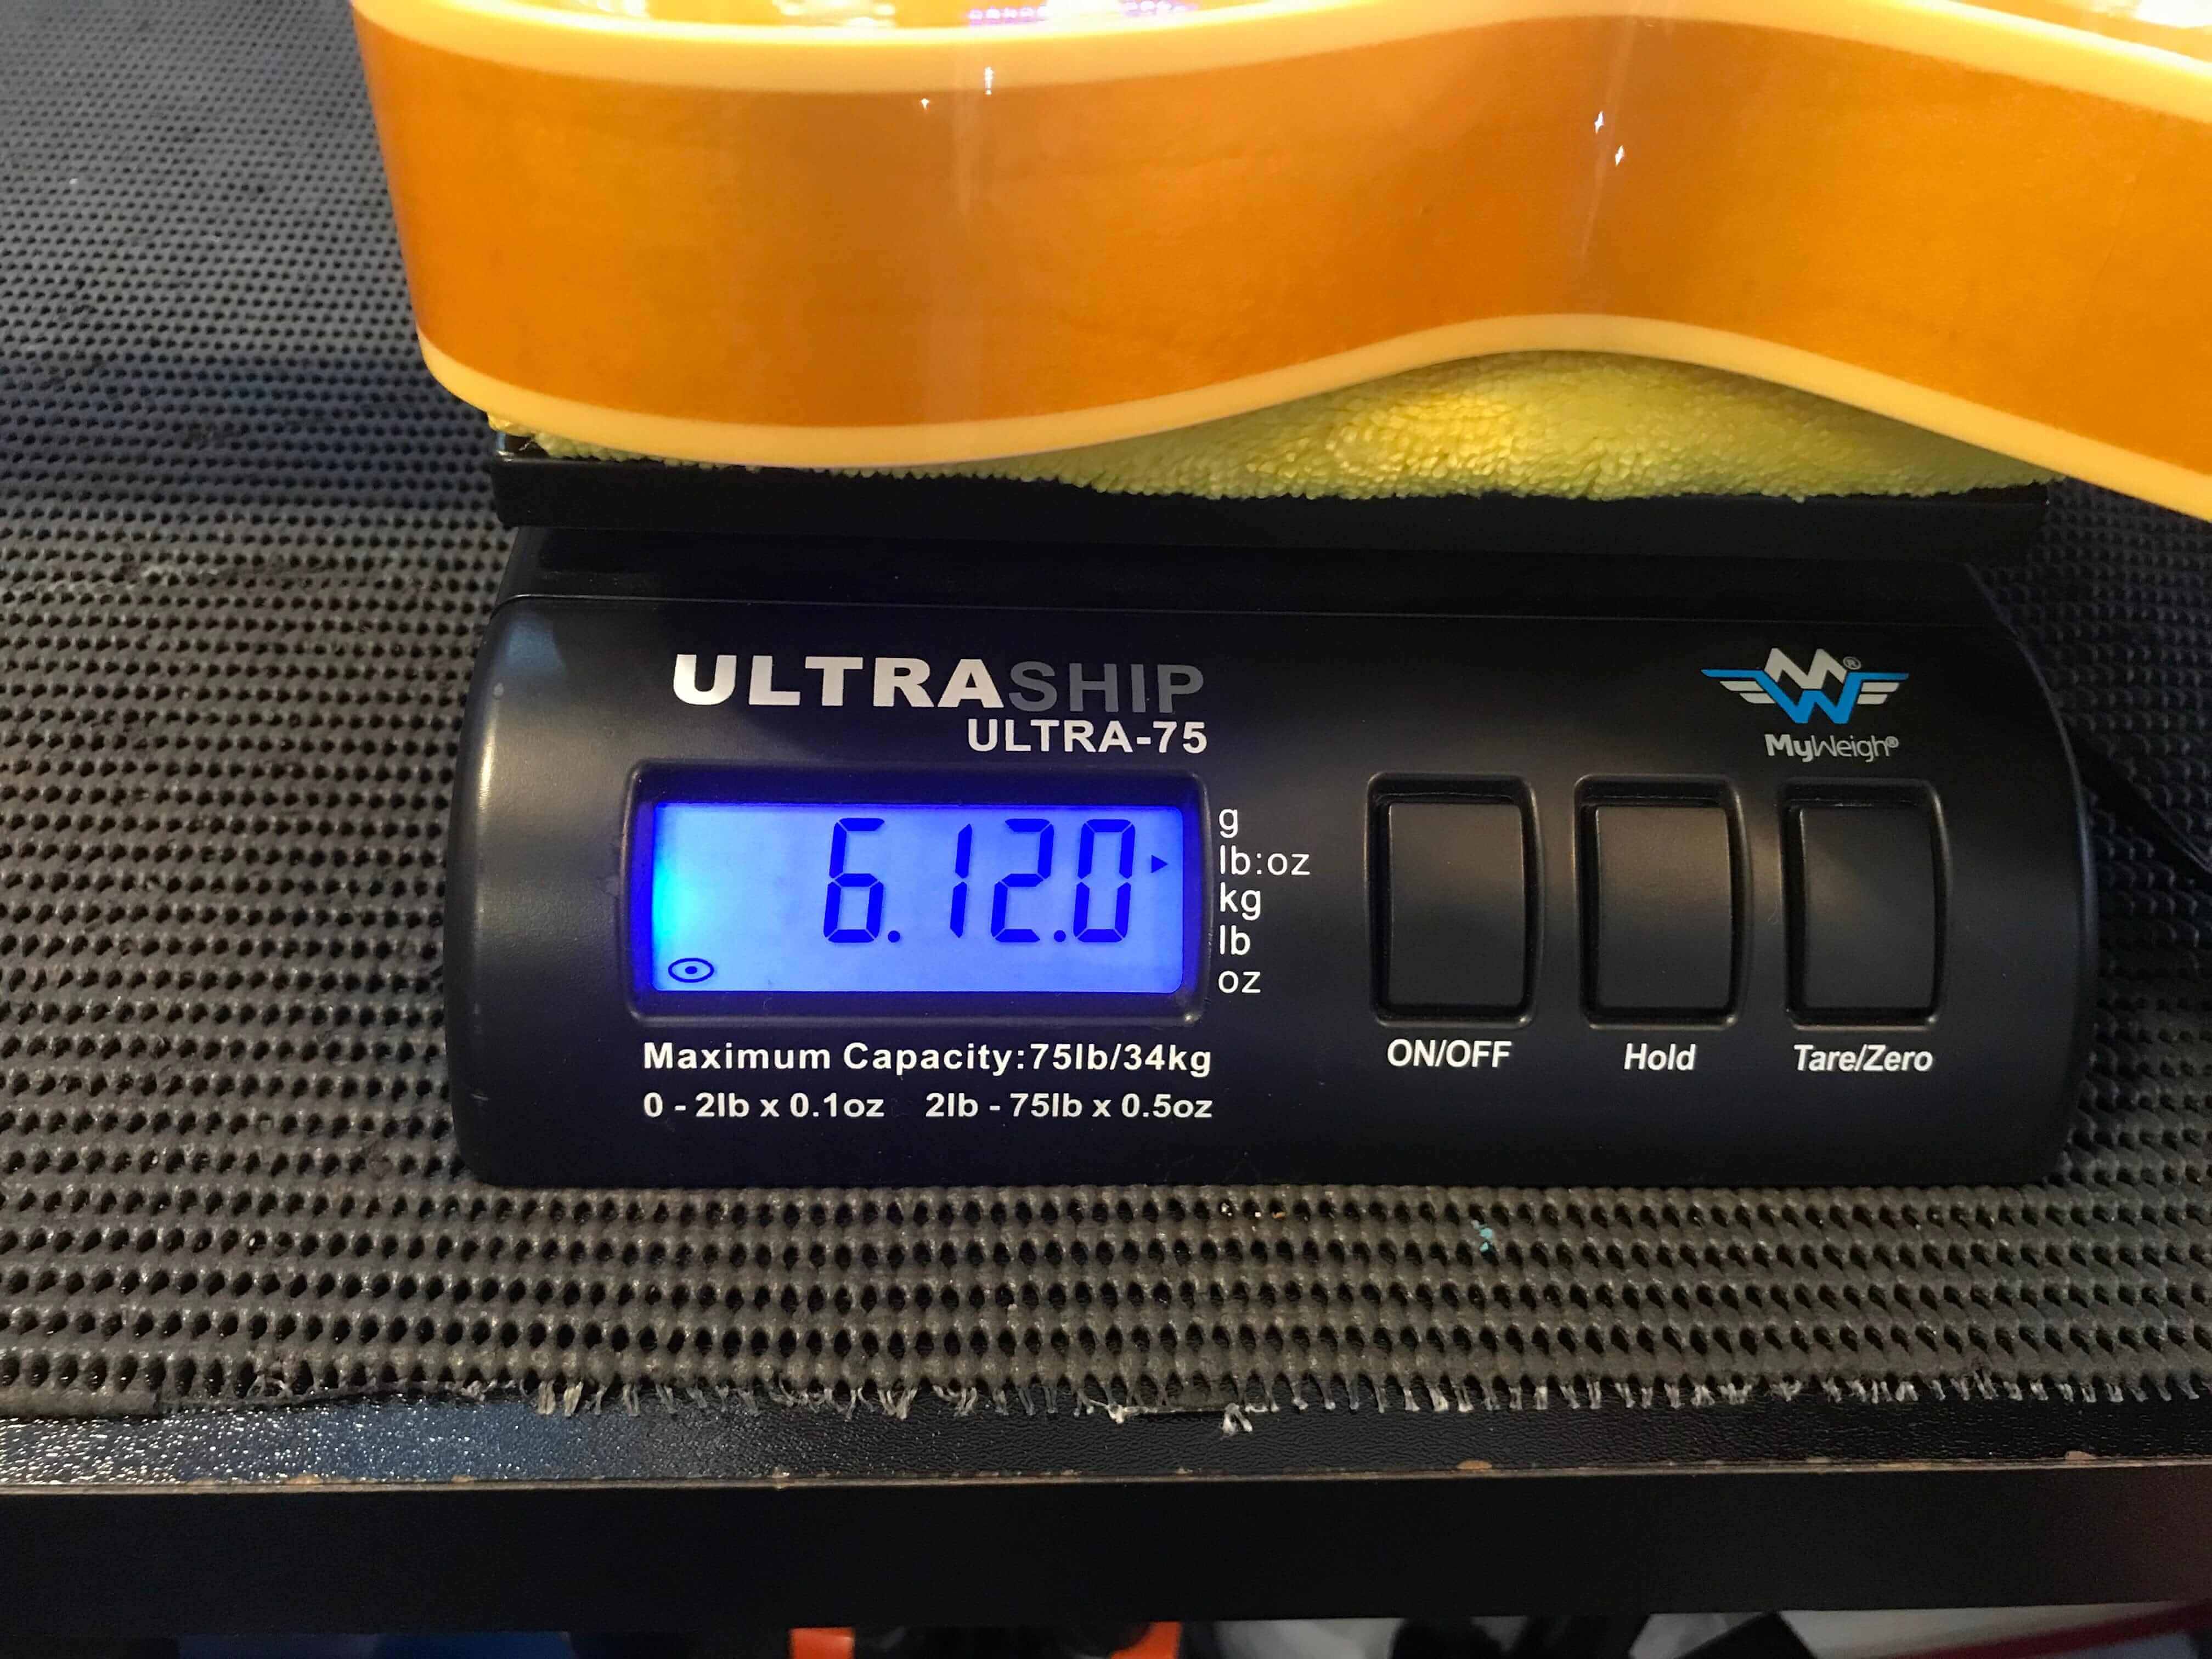 ULTRASHIP
ULTRA-75
MW®
MyWeigh®
6.12.0
g
lb:oz
kg
lb
oz
Maximum Capacity:75lb/34kg
0 - 2lb x 0.1oz 2lb - 75lb x 0.5oz
ON/OFF
Hold
Tare/Zero